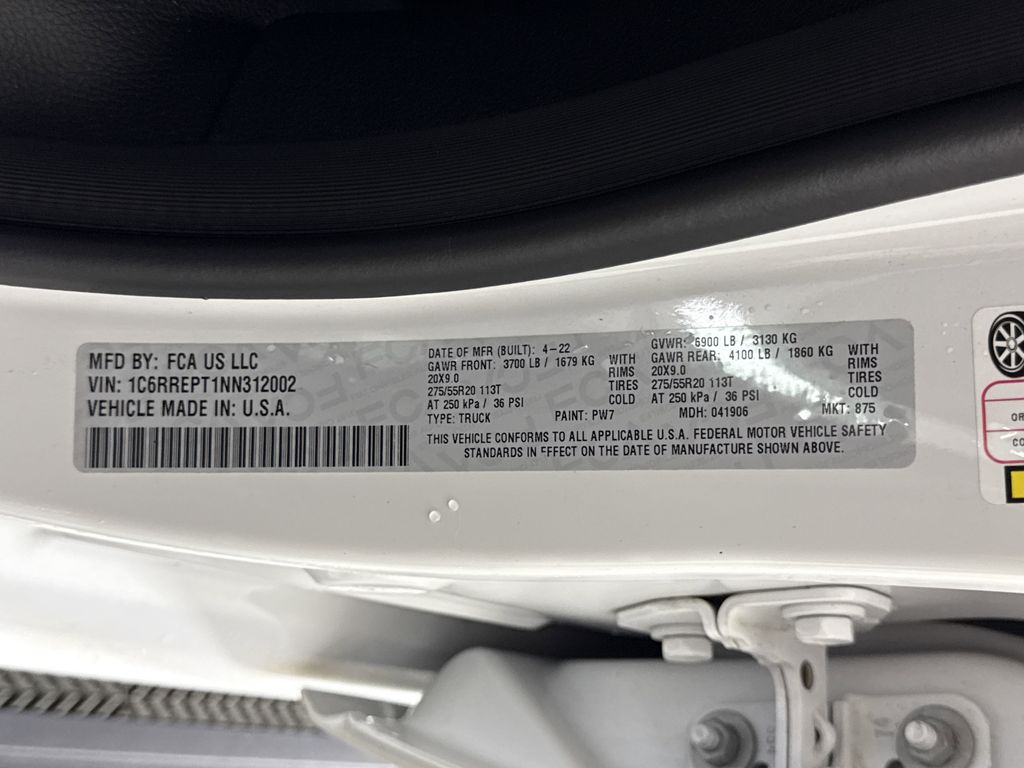 MFD BY: FCA US LLC
VIN: 1C6RREPT1NN312002
VEHICLE MADE IN: U.S.A.
DATE OF MFR (BUILT): 4-22
GAWR FRONT: 3700 LB / 1679 KG WITH
20X9.0 RIMS
275/55R20 113T TIRES
AT 250 kPa / 36 PSI COLD
TYPE: TRUCK PAINT: PW7
GVWR: 6900 LB / 3130 KG
GAWR REAR: 4100 LB / 1860 KG WITH
20X9.0 RIMS
275/55R20 113T TIRES
AT 250 kPa / 36 PSI COLD
MDH: 041906 MKT: 875
THIS VEHICLE CONFORMS TO ALL APPLICABLE U.S.A. FEDERAL MOTOR VEHICLE SAFETY
STANDARDS IN EFFECT ON THE DATE OF MANUFACTURE SHOWN ABOVE.